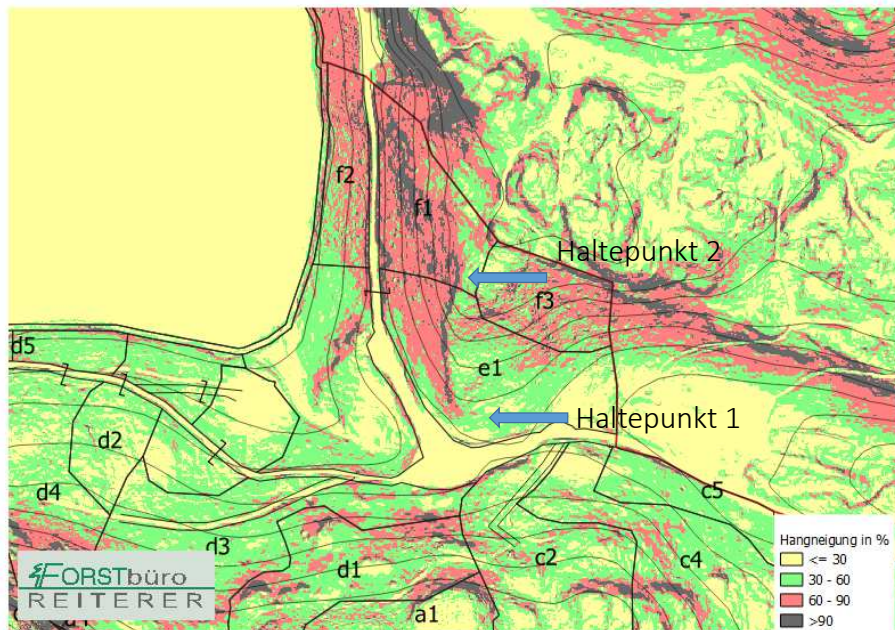 f2
f1
Haltepunkt 2
f3
d5
e1
Haltepunkt 1
d2
d4
c5
d3
d1
c2
c4
a1
FORSTbüro
REITERER
Hangneigung in %
<= 30
30 - 60
60 - 90
>90